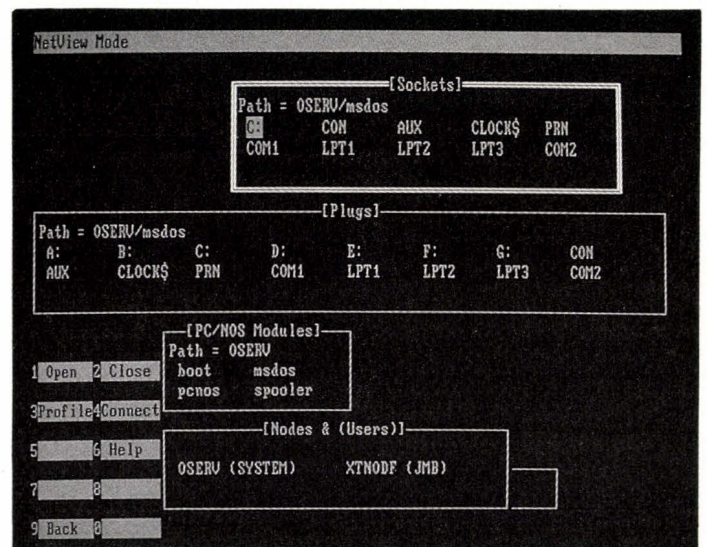 NetView Mode
[Sockets]
Path = OSERV/msdos
C: CON AUX CLOCK$ PRN
COM1 LPT1 LPT2 LPT3 COM2
[Plugs]
Path = OSERV/msdos
A: B: C: D: E: F: G: CON
AUX CLOCK$ PRN COM1 LPT1 LPT2 LPT3 COM2
[PC/NOS Modules]
Path = OSERV
boot msdos
pcnos spooler
1 Open 2 Close
3 Profile 4 Connect
[Nodes & (Users)]
5 6 Help
OSERV (SYSTEM) XTNODF (JMB)
7 8
9 Back 0